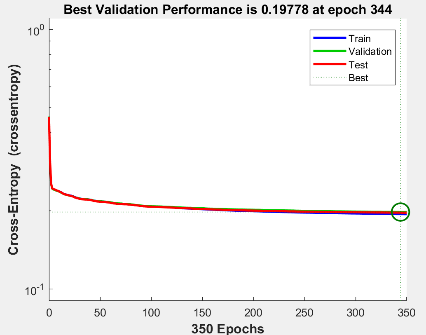 Best Validation Performance is 0.19778 at epoch 344
Cross-Entropy (crossentropy)
10^0
10^-1
Train
Validation
Test
Best
0 50 100 150 200 250 300 350
350 Epochs